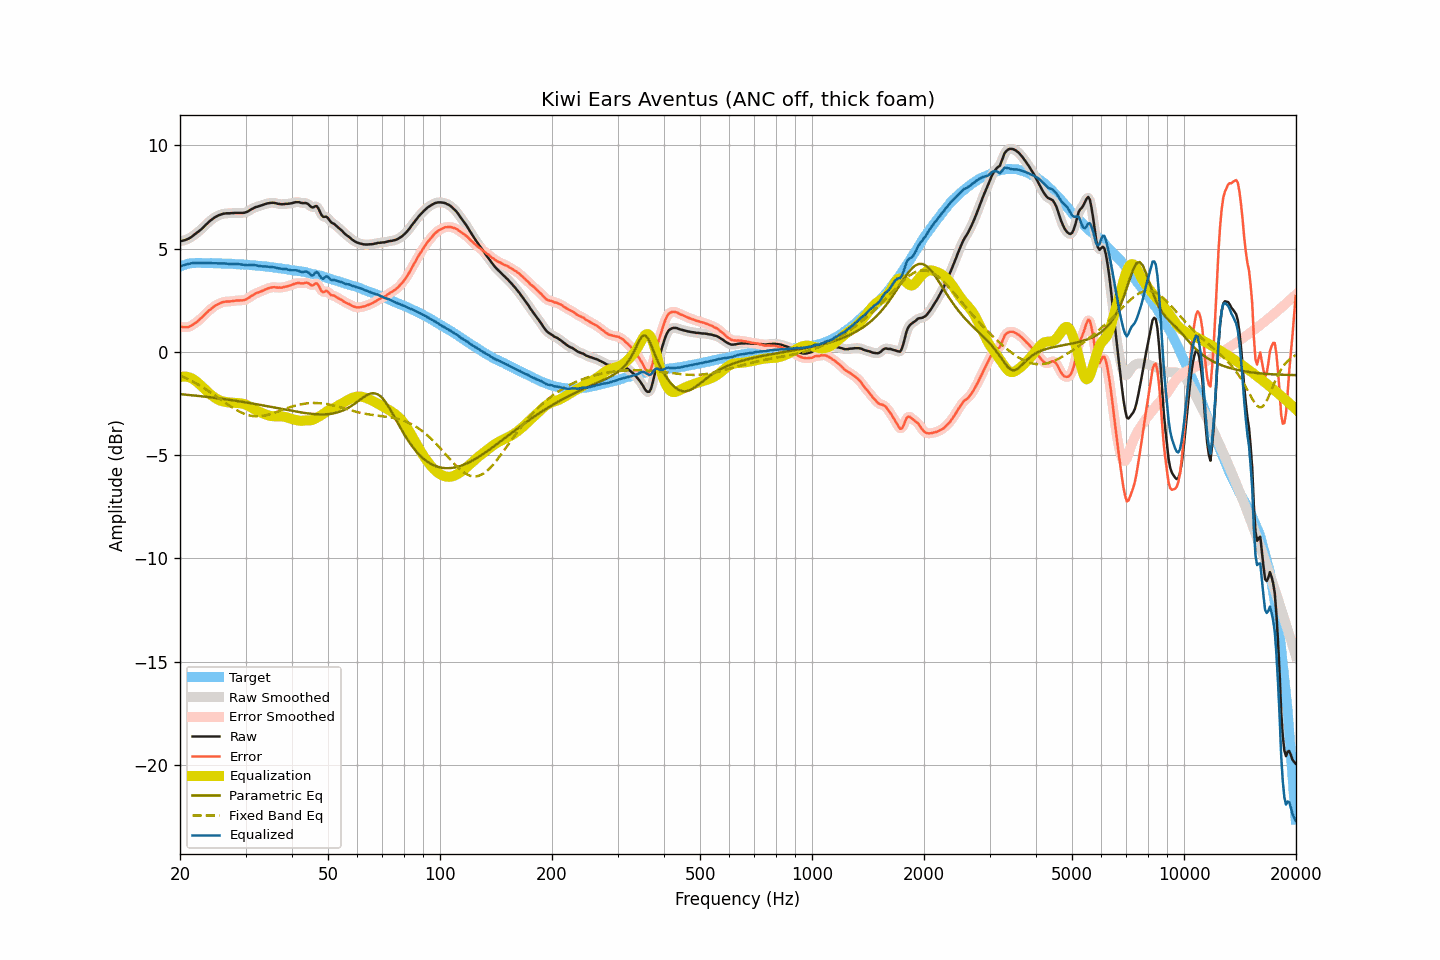 Kiwi Ears Aventus (ANC off, thick foam)
10
5
0
−5
−10
−15
−20
Amplitude (dBr)
Target
Raw Smoothed
Error Smoothed
Raw
Error
Equalization
Parametric Eq
Fixed Band Eq
Equalized
20 50 100 200 500 1000 2000 5000 10000 20000
Frequency (Hz)